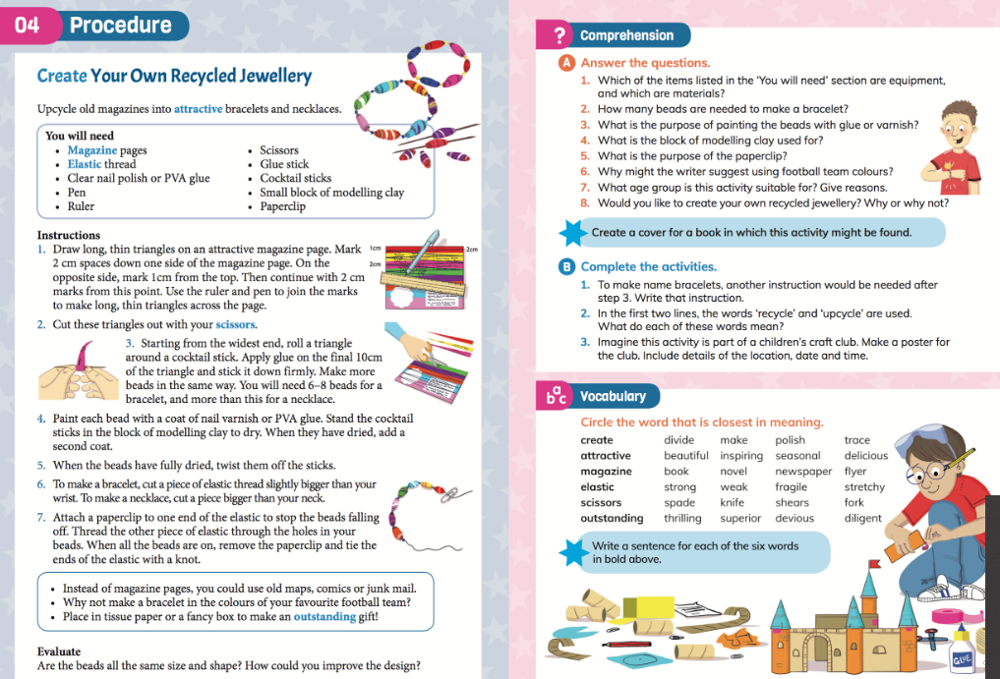 04 Procedure
Create Your Own Recycled Jewellery
Upcycle old magazines into attractive bracelets and necklaces.
You will need
• Magazine pages
• Elastic thread
• Clear nail polish or PVA glue
• Pen
• Ruler
• Scissors
• Glue stick
• Cocktail sticks
• Small block of modelling clay
• Paperclip
Instructions
1. Draw long, thin triangles on an attractive magazine page. Mark
2 cm spaces down one side of the magazine page. On the
opposite side, mark 1cm from the top. Then continue with 2 cm
marks from this point. Use the ruler and pen to join the marks
to make long, thin triangles across the page.
1cm
2cm
2cm
2. Cut these triangles out with your scissors.
3. Starting from the widest end, roll a triangle
around a cocktail stick. Apply glue on the final 10cm
of the triangle and stick it down firmly. Make more
beads in the same way. You will need 6–8 beads for a
bracelet, and more than this for a necklace.
4. Paint each bead with a coat of nail varnish or PVA glue. Stand the cocktail
sticks in the block of modelling clay to dry. When they have dried, add a
second coat.
5. When the beads have fully dried, twist them off the sticks.
6. To make a bracelet, cut a piece of elastic thread slightly bigger than your
wrist. To make a necklace, cut a piece bigger than your neck.
7. Attach a paperclip to one end of the elastic to stop the beads falling
off. Thread the other piece of elastic through the holes in your
beads. When all the beads are on, remove the paperclip and tie the
ends of the elastic with a knot.
• Instead of magazine pages, you could use old maps, comics or junk mail.
• Why not make a bracelet in the colours of your favourite football team?
• Place in tissue paper or a fancy box to make an outstanding gift!
Evaluate
Are the beads all the same size and shape? How could you improve the design?
? Comprehension
A Answer the questions.
1. Which of the items listed in the ‘You will need’ section are equipment,
and which are materials?
2. How many beads are needed to make a bracelet?
3. What is the purpose of painting the beads with glue or varnish?
4. What is the block of modelling clay used for?
5. What is the purpose of the paperclip?
6. Why might the writer suggest using football team colours?
7. What age group is this activity suitable for? Give reasons.
8. Would you like to create your own recycled jewellery? Why or why not?
Create a cover for a book in which this activity might be found.
B Complete the activities.
1. To make name bracelets, another instruction would be needed after
step 3. Write that instruction.
2. In the first two lines, the words ‘recycle’ and ‘upcycle’ are used.
What do each of these words mean?
3. Imagine this activity is part of a children’s craft club. Make a poster for
the club. Include details of the location, date and time.
abc Vocabulary
Circle the word that is closest in meaning.
create divide make polish trace
attractive beautiful inspiring seasonal delicious
magazine book novel newspaper flyer
elastic strong weak fragile stretchy
scissors spade knife shears fork
outstanding thrilling superior devious diligent
Write a sentence for each of the six words
in bold above.
GLUE